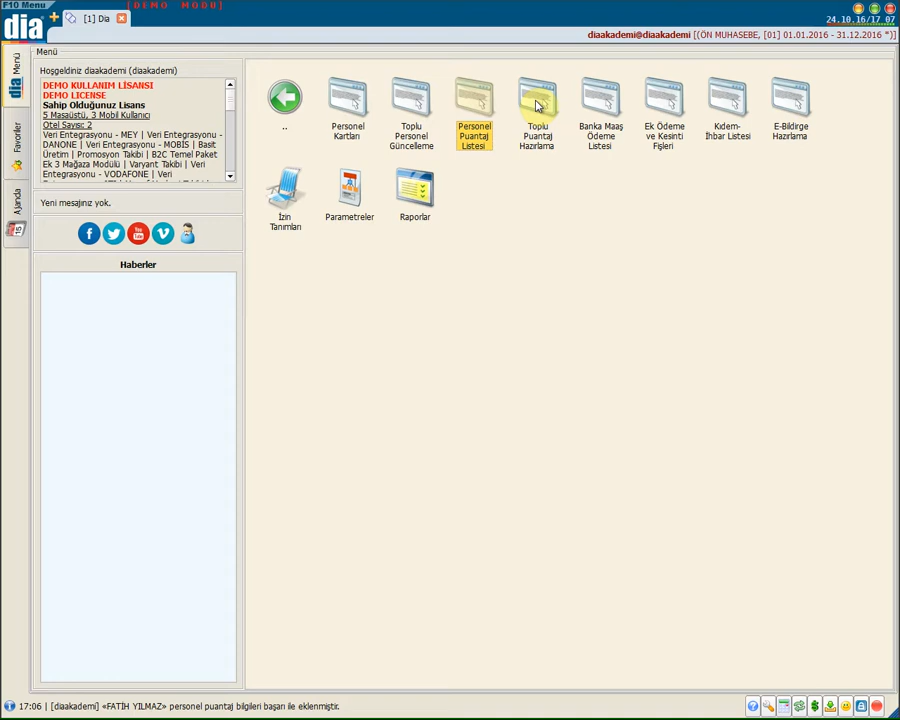 F10 Menu
[DEMO MODU]
dia
[1] Dia
24.10.16/17 07
diaakademi@diaakademi [(ÖN MUHASEBE, [01] 01.01.2016 - 31.12.2016 *)]
Menü
dia Menü
Favoriler
Ajanda
15
Hoşgeldiniz diaakademi (diaakademi)
DEMO KULLANIM LİSANSI
DEMO LICENSE
Sahip Olduğunuz Lisans
5 Masaüstü, 3 Mobil Kullanıcı
Otel Sayısı: 2
Veri Entegrasyonu - MEY | Veri Entegrasyonu -
DANONE | Veri Entegrasyonu - MOBİS | Basit
Üretim | Promosyon Takibi | B2C Temel Paket
Ek 3 Mağaza Modülü | Varyant Takibi | Veri
Entegrasyonu - VODAFONE | Veri
Yeni mesajınız yok.
Haberler
..
Personel
Kartları
Toplu
Personel
Güncelleme
Personel
Puantaj
Listesi
Toplu
Puantaj
Hazırlama
Banka Maaş
Ödeme
Listesi
Ek Ödeme
ve Kesinti
Fişleri
Kıdem-
İhbar Listesi
E-Bildirge
Hazırlama
İzin
Tanımları
Parametreler
Raporlar
17:06 | [diaakademi] «FATİH YILMAZ» personel puantaj bilgileri başarı ile eklenmiştir.